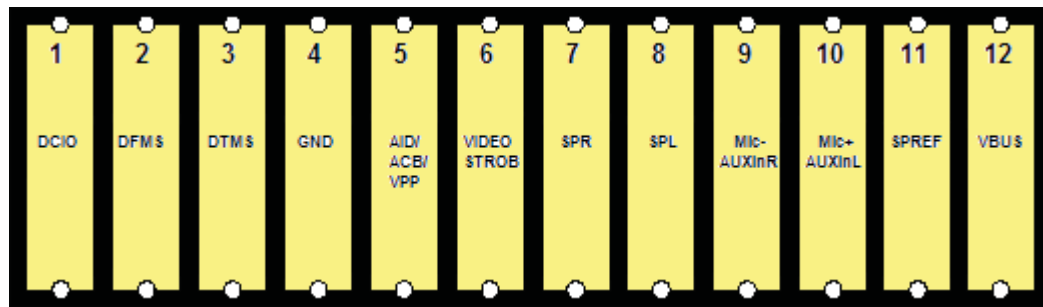 1 2 3 4 5 6 7 8 9 10 11 12
DCIO DFMS DTMS GND AID/ VIDEO SPR SPL Mic- Mic+ SPREF VBUS
ACB/ STROB AUXInR AUXInL
VPP